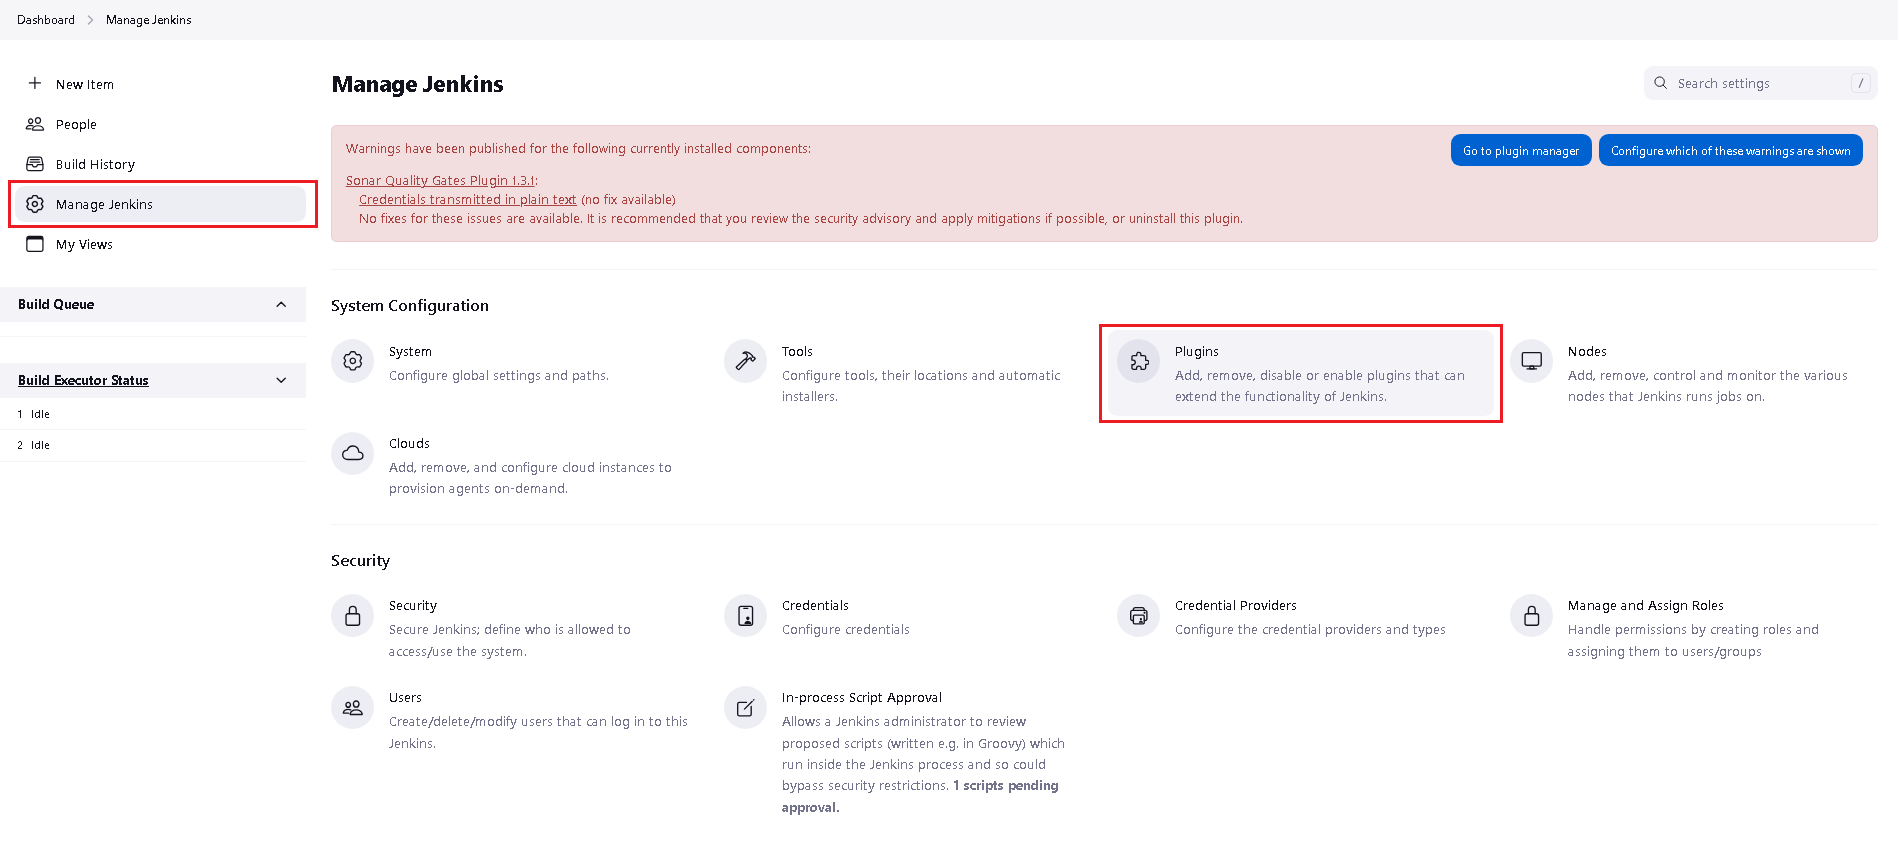 Dashboard > Manage Jenkins
New Item
People
Build History
Manage Jenkins
My Views
Build Queue
Build Executor Status
1 Idle
2 Idle
Manage Jenkins
Search settings /
Warnings have been published for the following currently installed components:
Go to plugin manager
Configure which of these warnings are shown
Sonar Quality Gates Plugin 1.3.1:
Credentials transmitted in plain text (no fix available)
No fixes for these issues are available. It is recommended that you review the security advisory and apply mitigations if possible, or uninstall this plugin.
System Configuration
System
Configure global settings and paths.
Tools
Configure tools, their locations and automatic
installers.
Plugins
Add, remove, disable or enable plugins that can
extend the functionality of Jenkins.
Nodes
Add, remove, control and monitor the various
nodes that Jenkins runs jobs on.
Clouds
Add, remove, and configure cloud instances to
provision agents on-demand.
Security
Security
Secure Jenkins; define who is allowed to
access/use the system.
Credentials
Configure credentials
Credential Providers
Configure the credential providers and types
Manage and Assign Roles
Handle permissions by creating roles and
assigning them to users/groups
Users
Create/delete/modify users that can log in to this
Jenkins.
In-process Script Approval
Allows a Jenkins administrator to review
proposed scripts (written e.g. in Groovy) which
run inside the Jenkins process and so could
bypass security restrictions. 1 scripts pending
approval.